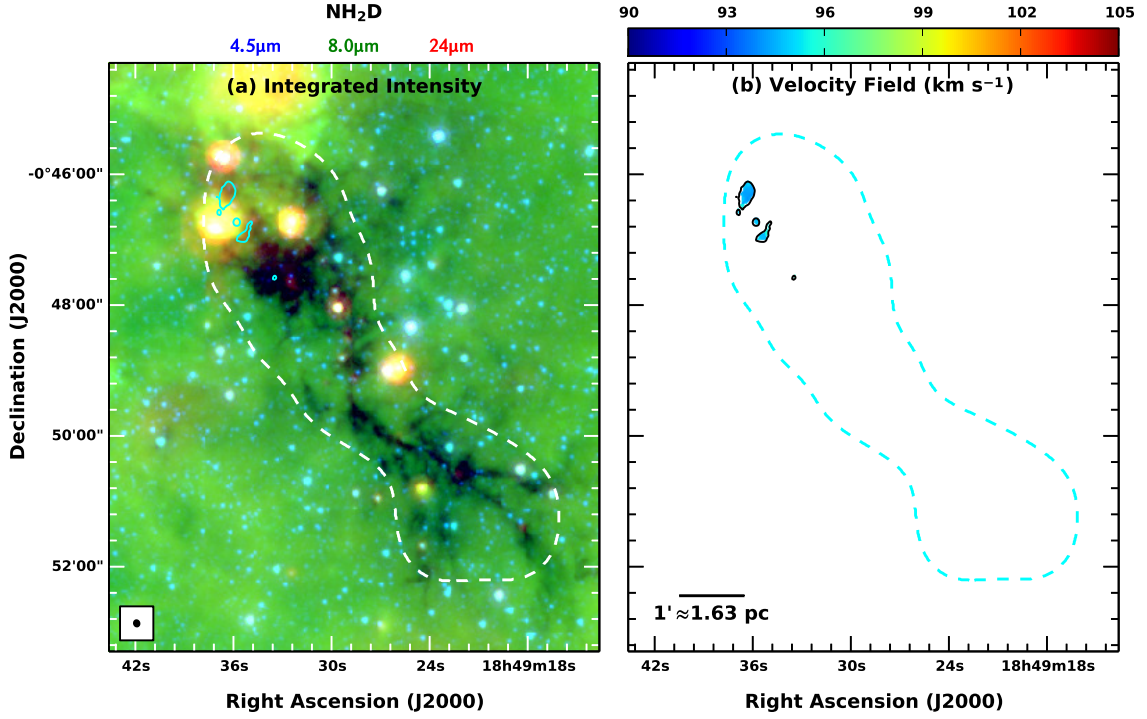 NH₂D
4.5μm 8.0μm 24μm
90 93 96 99 102 105
(a) Integrated Intensity
(b) Velocity Field (km s⁻¹)
-0°46'00"
48'00"
50'00"
52'00"
Declination (J2000)
1'≈1.63 pc
42s 36s 30s 24s 18h49m18s
42s 36s 30s 24s 18h49m18s
Right Ascension (J2000)
Right Ascension (J2000)